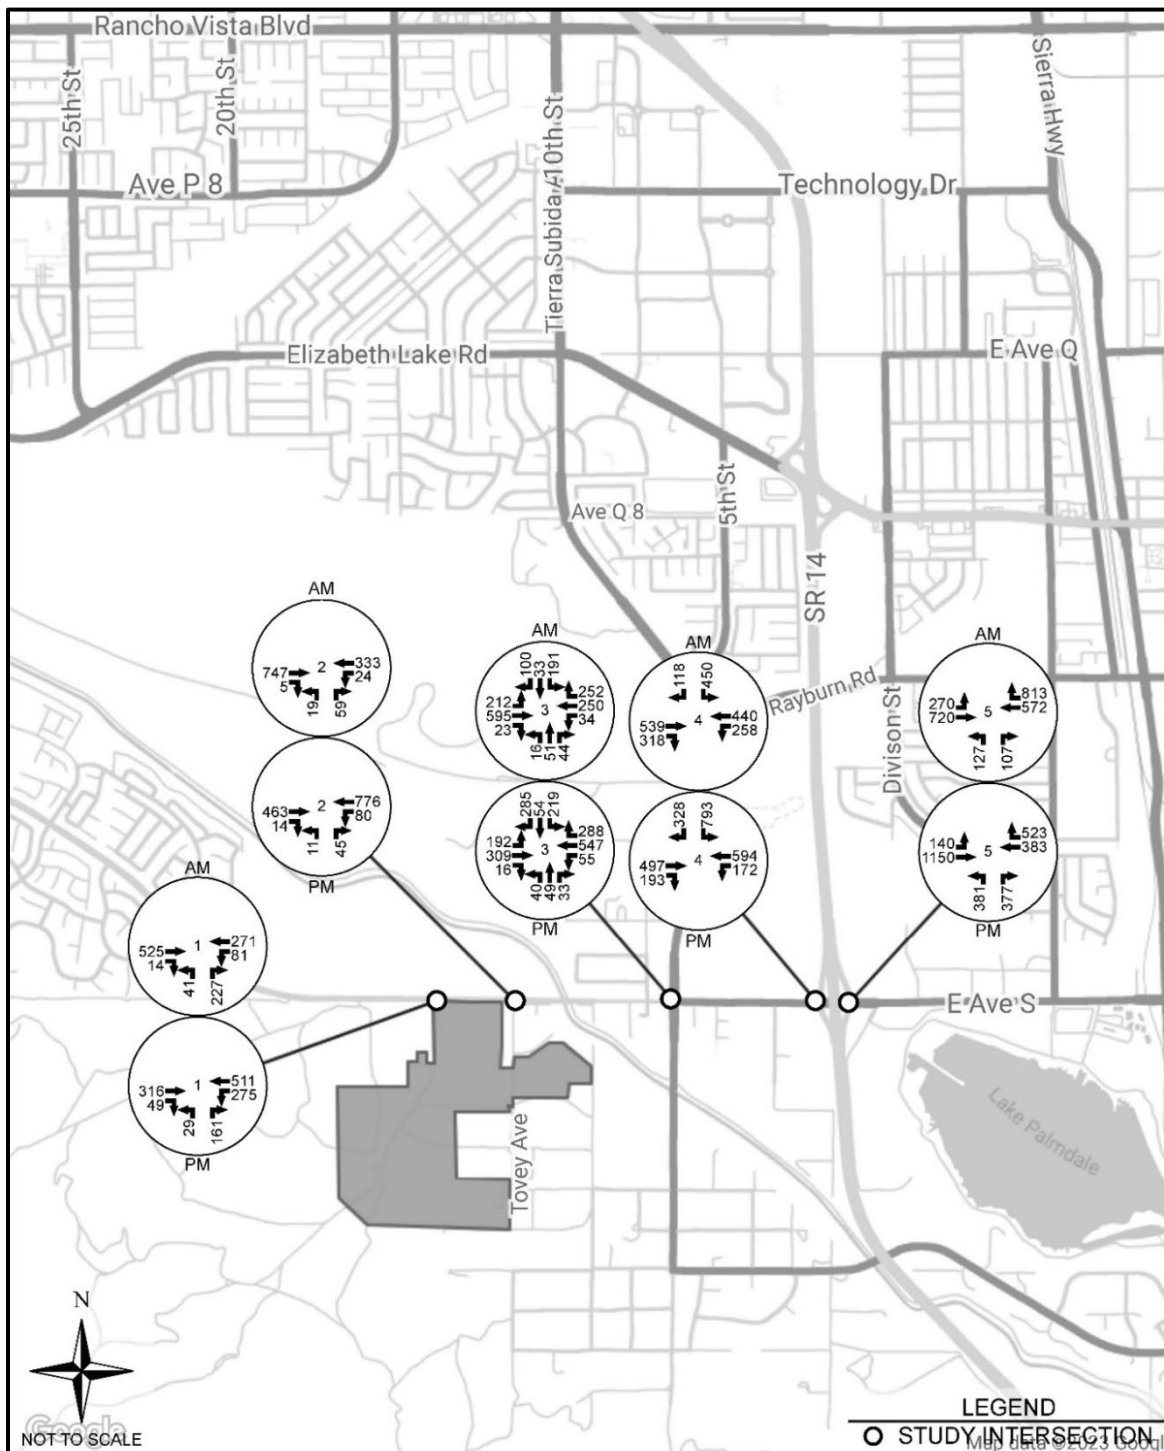 Rancho Vista Blvd
25th St
20th St
Tierra Subida /10th St
Sierra Hwy
Ave P 8
Technology Dr
Elizabeth Lake Rd
E Ave Q
Ave Q 8
5th St
SR 14
Rayburn Rd
Divison St
AM
2
747
5
19
59
333
24
2
463
14
11
45
776
80
PM
AM
100
33
191
212
595
23
3
252
250
34
16
51
44
285
54
219
192
309
16
3
288
547
55
40
49
33
PM
AM
118
450
539
318
4
440
258
328
793
497
193
4
594
172
PM
AM
270
720
5
813
572
127
107
140
1150
5
523
383
381
377
PM
AM
525
14
1
271
81
41
227
316
49
1
511
275
29
161
PM
E Ave S
Lake Palmdale
Tovey Ave
N
Google
NOT TO SCALE
LEGEND
STUDY INTERSECTION
Map data ©2023 Google